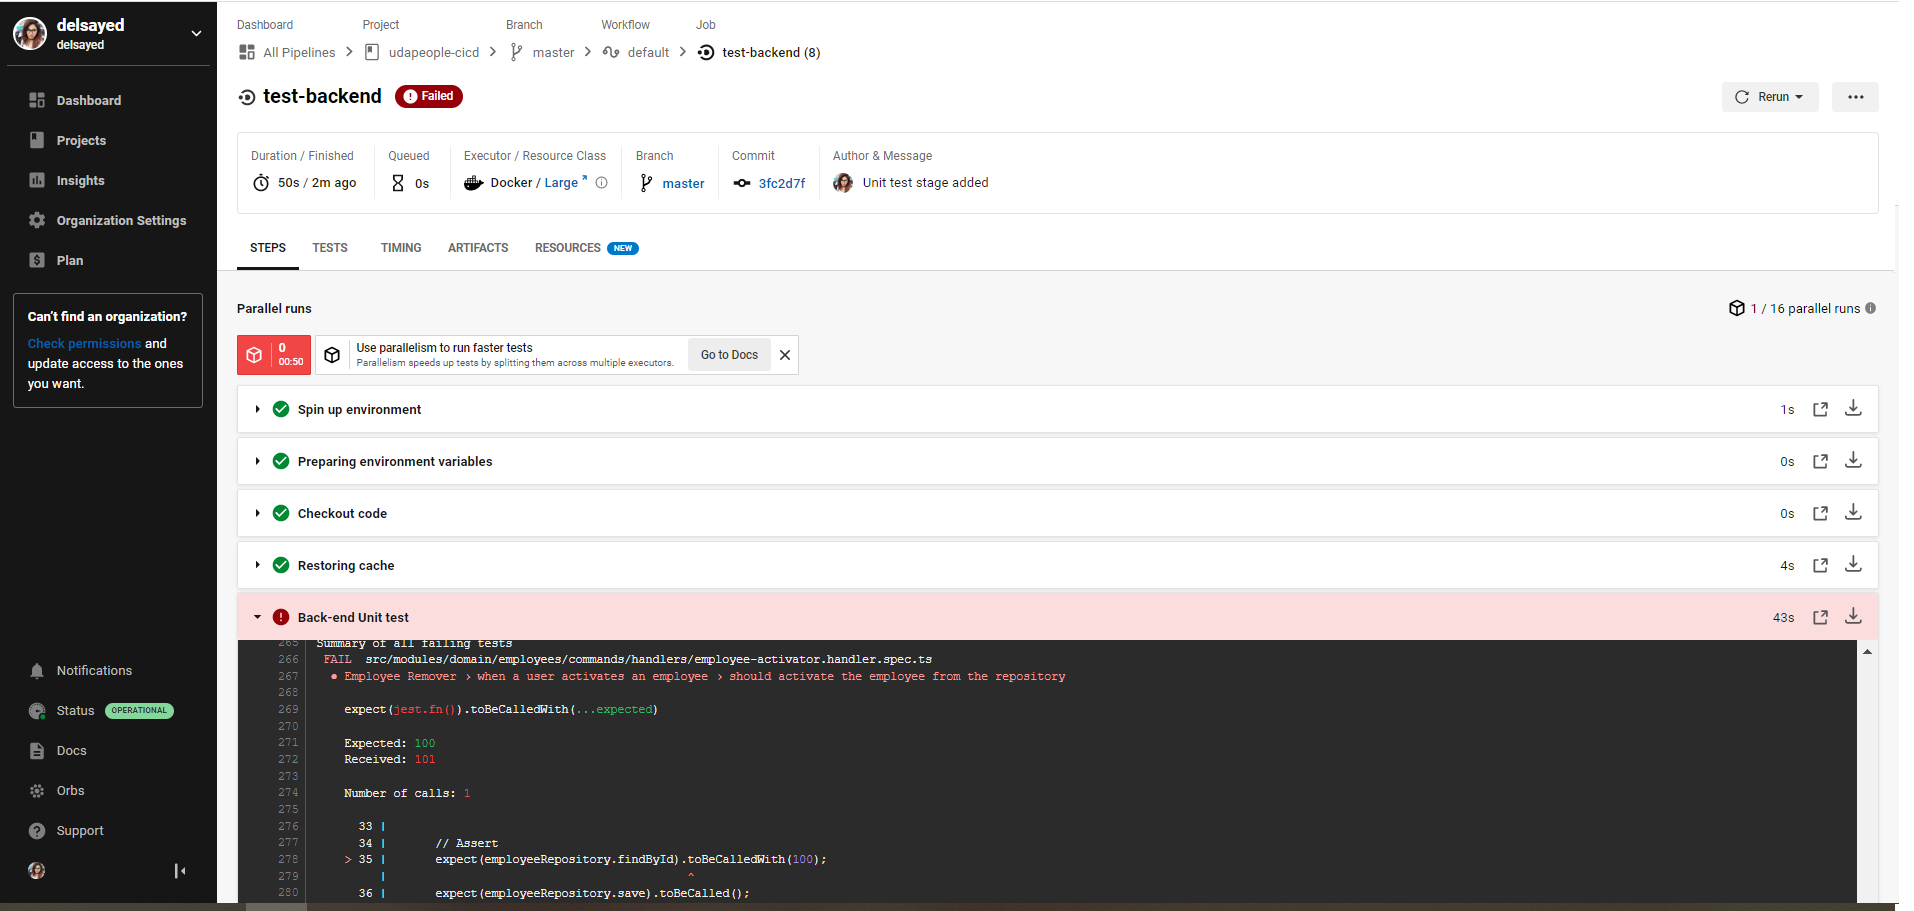 delsayed
delsayed
Dashboard
Projects
Insights
Organization Settings
Plan
Can't find an organization?
Check permissions and
update access to the ones
you want.
Notifications
Status OPERATIONAL
Docs
Orbs
Support
Dashboard Project Branch Workflow Job
All Pipelines udapeople-cicd master default test-backend (8)
test-backend Failed
Rerun
Duration / Finished Queued Executor / Resource Class Branch Commit Author & Message
50s / 2m ago 0s Docker / Large master 3fc2d7f Unit test stage added
STEPS TESTS TIMING ARTIFACTS RESOURCES NEW
Parallel runs 1 / 16 parallel runs
0
00:50
Use parallelism to run faster tests
Parallelism speeds up tests by splitting them across multiple executors.
Go to Docs
Spin up environment 1s
Preparing environment variables 0s
Checkout code 0s
Restoring cache 4s
Back-end Unit test 43s
265 Summary of all failing tests
266 FAIL src/modules/domain/employees/commands/handlers/employee-activator.handler.spec.ts
267 ● Employee Remover › when a user activates an employee › should activate the employee from the repository
268
269 expect(jest.fn()).toBeCalledWith(...expected)
270
271 Expected: 100
272 Received: 101
273
274 Number of calls: 1
275
276 33 |
277 34 | // Assert
278 > 35 | expect(employeeRepository.findById).toBeCalledWith(100);
279 | ^
280 36 | expect(employeeRepository.save).toBeCalled();